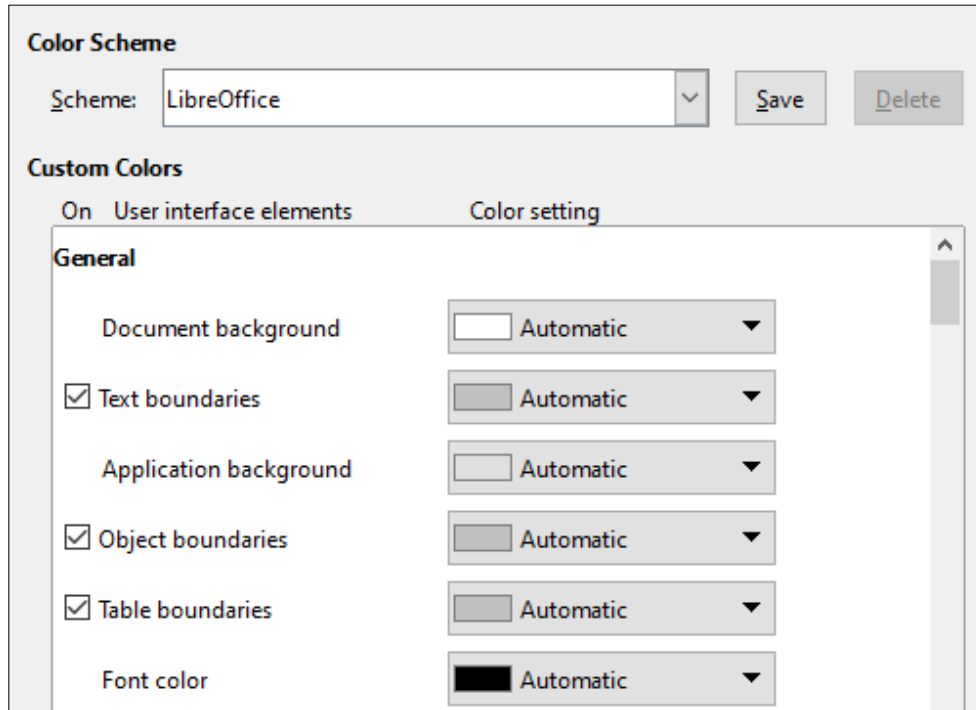 Color Scheme
Scheme: LibreOffice Save Delete
Custom Colors
On User interface elements Color setting
General
Document background Automatic
Text boundaries Automatic
Application background Automatic
Object boundaries Automatic
Table boundaries Automatic
Font color Automatic